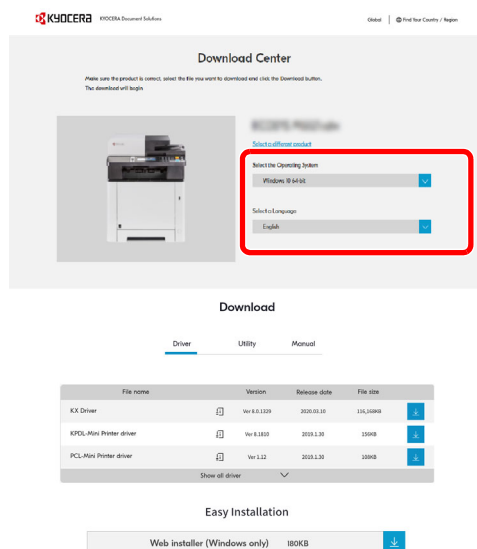 KYOCERA KYOCERA Document Solutions Global Find Your Country / Region
Download Center
Make sure the product is correct, select the file you want to download and click the Download button.
The download will begin
Select a different product
Select the Operating System
Windows 10 64-bit
Select a Language
English
Download
Driver Utility Manual
File name Version Release date File size
KX Driver Ver 8.0.1329 2020.03.10 116,168KB
KPDL-Mini Printer driver Ver 8.1810 2019.1.30 150KB
PCL-Mini Printer driver Ver 1.12 2019.1.30 108KB
Show all driver
Easy Installation
Web installer (Windows only) 180KB